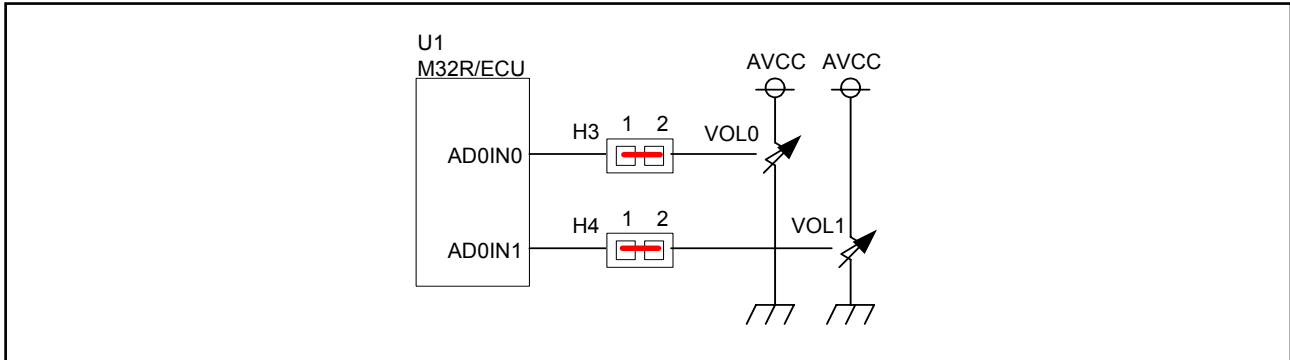 U1
M32R/ECU
AVCC AVCC
H3 1 2 VOL0
AD0IN0
H4 1 2 VOL1
AD0IN1